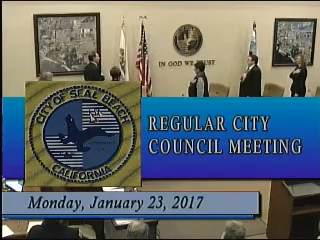 IN GOD WE TRUST
CITY OF SEAL BEACH
CALIFORNIA
REGULAR CITY
COUNCIL MEETING
Monday, January 23, 2017